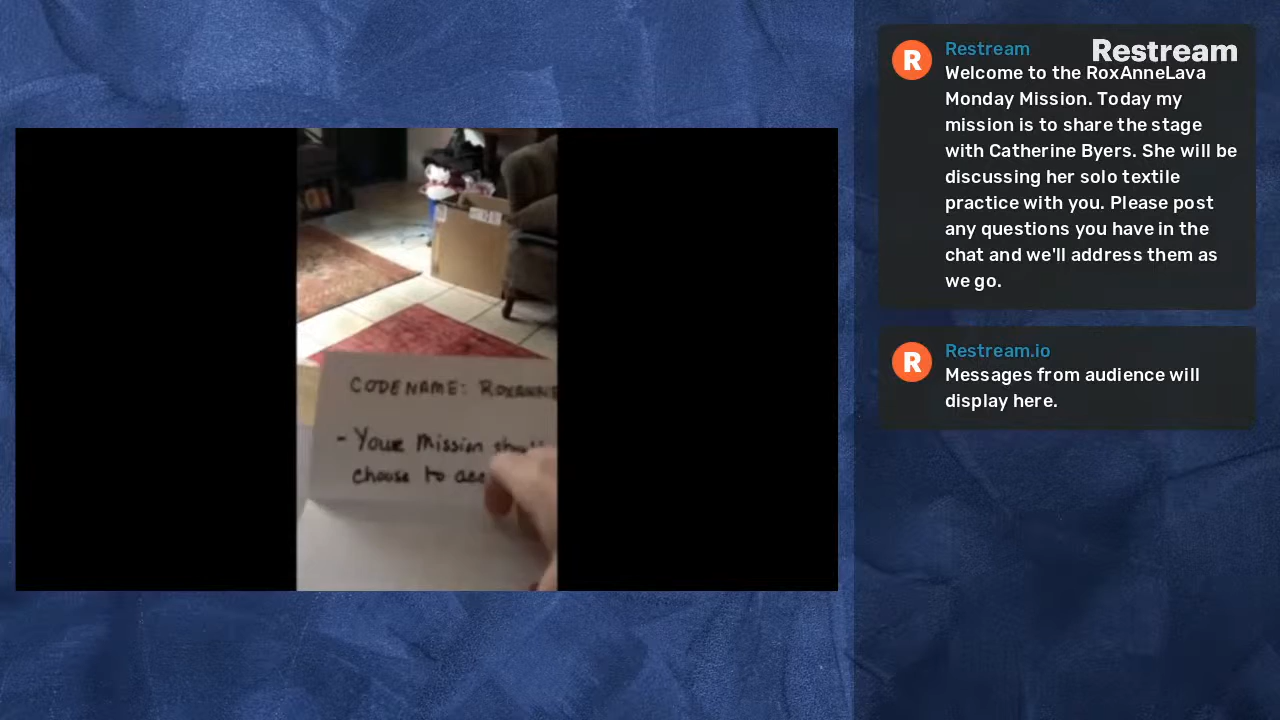 Restream
Restream
Welcome to the RoxAnneLava
Monday Mission. Today my
mission is to share the stage
with Catherine Byers. She will be
discussing her solo textile
practice with you. Please post
any questions you have in the
chat and we'll address them as
we go.
Restream.io
Messages from audience will
display here.
CODENAME: ROXANNE
- Your Mission
choose to